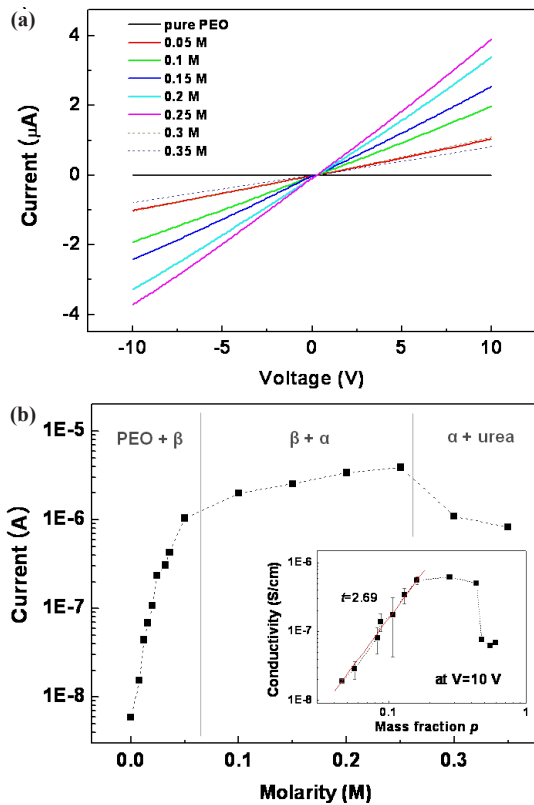 (a)
pure PEO
0.05 M
0.1 M
0.15 M
0.2 M
0.25 M
0.3 M
0.35 M
4
2
0
-2
-4
Current (μA)
-10
-5
0
5
10
Voltage (V)
(b)
PEO + β
β + α
α + urea
1E-5
1E-6
1E-7
1E-8
Current (A)
0.0
0.1
0.2
0.3
Molarity (M)
1E-6
1E-7
1E-8
Conductivity (S/cm)
t=2.69
at V=10 V
0.1
1
Mass fraction p